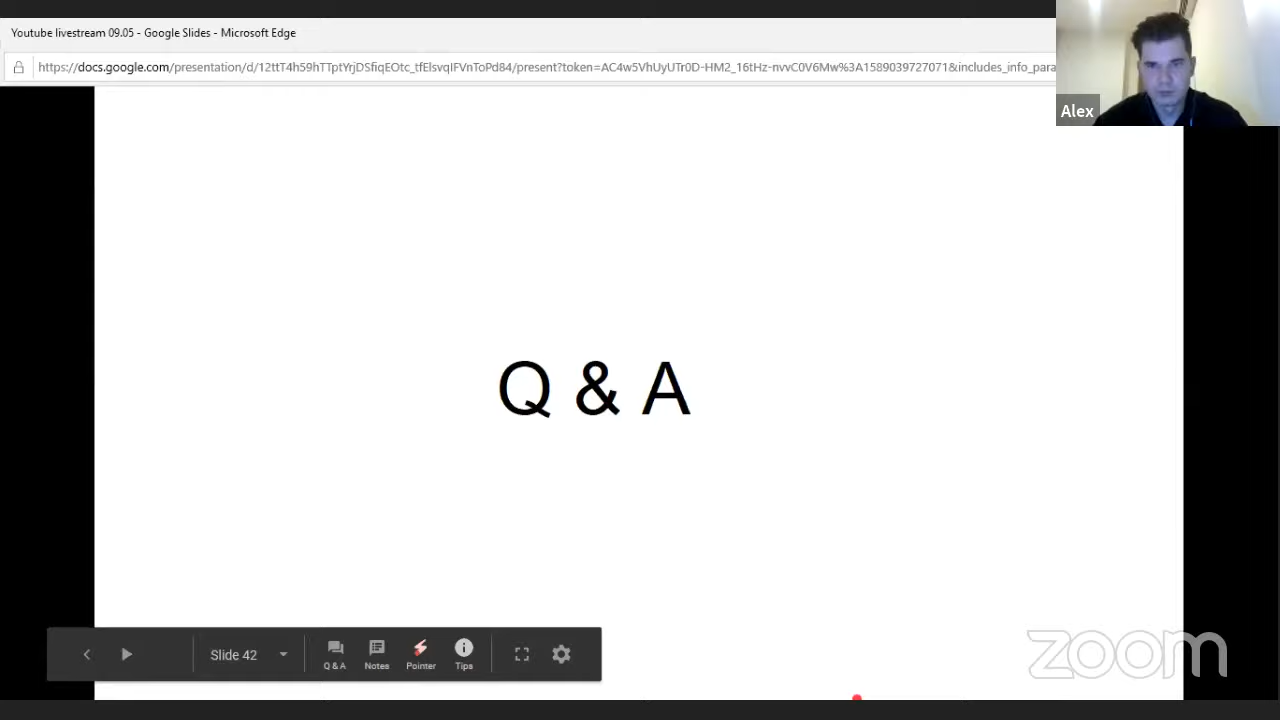 Youtube livestream 09.05 - Google Slides - Microsoft Edge
https://docs.google.com/presentation/d/12ttT4h59hTTptYrjDSfiqEOtc_tfElsvqIFVnToPd84/present?token=AC4w5VhUyUTr0D-HM2_16tHz-nvvC0V6Mw%3A1589039727071&includes_info_para
Alex
Q & A
Slide 42
Q & A
Notes
Pointer
Tips
zoom